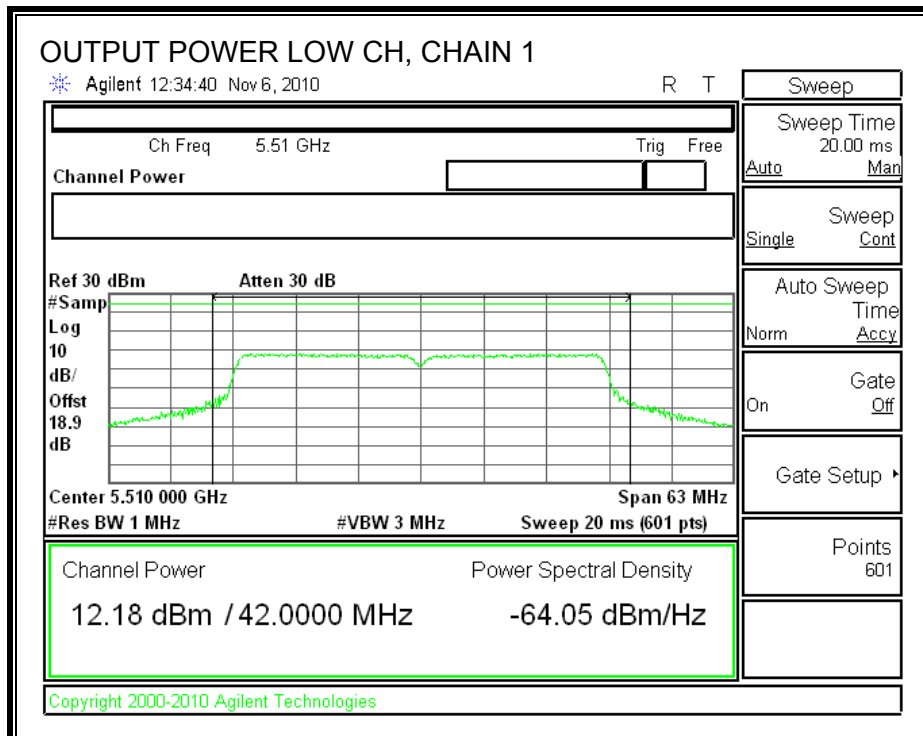 OUTPUT POWER LOW CH, CHAIN 1
Agilent 12:34:40 Nov 6, 2010 R T
Ch Freq 5.51 GHz Trig Free
Channel Power
Ref 30 dBm Atten 30 dB
#Samp
Log
10
dB/
Offst
18.9
dB
Center 5.510 000 GHz Span 63 MHz
#Res BW 1 MHz #VBW 3 MHz Sweep 20 ms (601 pts)
Channel Power Power Spectral Density
12.18 dBm / 42.0000 MHz -64.05 dBm/Hz
Copyright 2000-2010 Agilent Technologies
Sweep
Sweep Time
20.00 ms
Auto Man
Sweep
Single Cont
Auto Sweep
Time
Norm Accy
Gate
On Off
Gate Setup
Points
601